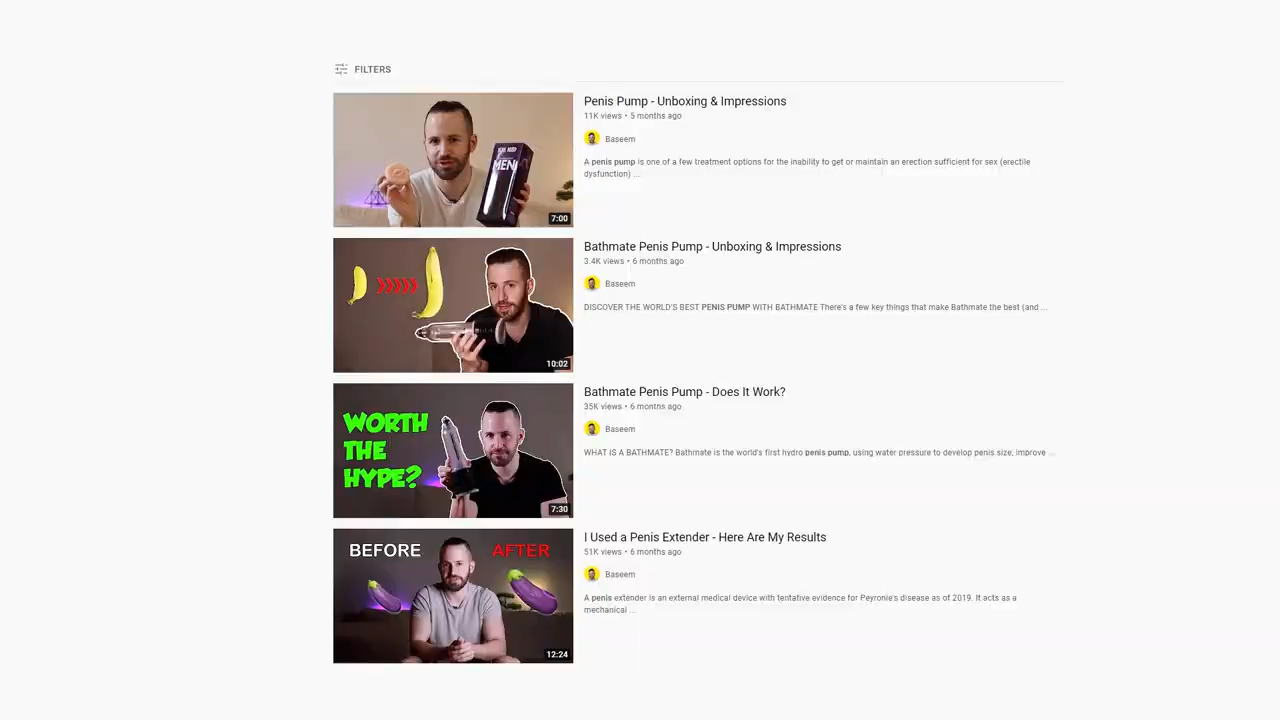 FILTERS
Penis Pump - Unboxing & Impressions
11K views • 5 months ago
Baseem
A penis pump is one of a few treatment options for the inability to get or maintain an erection sufficient for sex (erectile
dysfunction) ...
MEN
7:00
Bathmate Penis Pump - Unboxing & Impressions
3.4K views • 6 months ago
Baseem
DISCOVER THE WORLD'S BEST PENIS PUMP WITH BATHMATE There's a few key things that make Bathmate the best (and ...
10:02
Bathmate Penis Pump - Does It Work?
35K views • 6 months ago
Baseem
WHAT IS A BATHMATE? Bathmate is the world's first hydro penis pump, using water pressure to develop penis size, improve ...
WORTH
THE
HYPE?
7:30
I Used a Penis Extender - Here Are My Results
51K views • 6 months ago
Baseem
A penis extender is an external medical device with tentative evidence for Peyronie's disease as of 2019. It acts as a
mechanical ...
BEFORE
AFTER
12:24